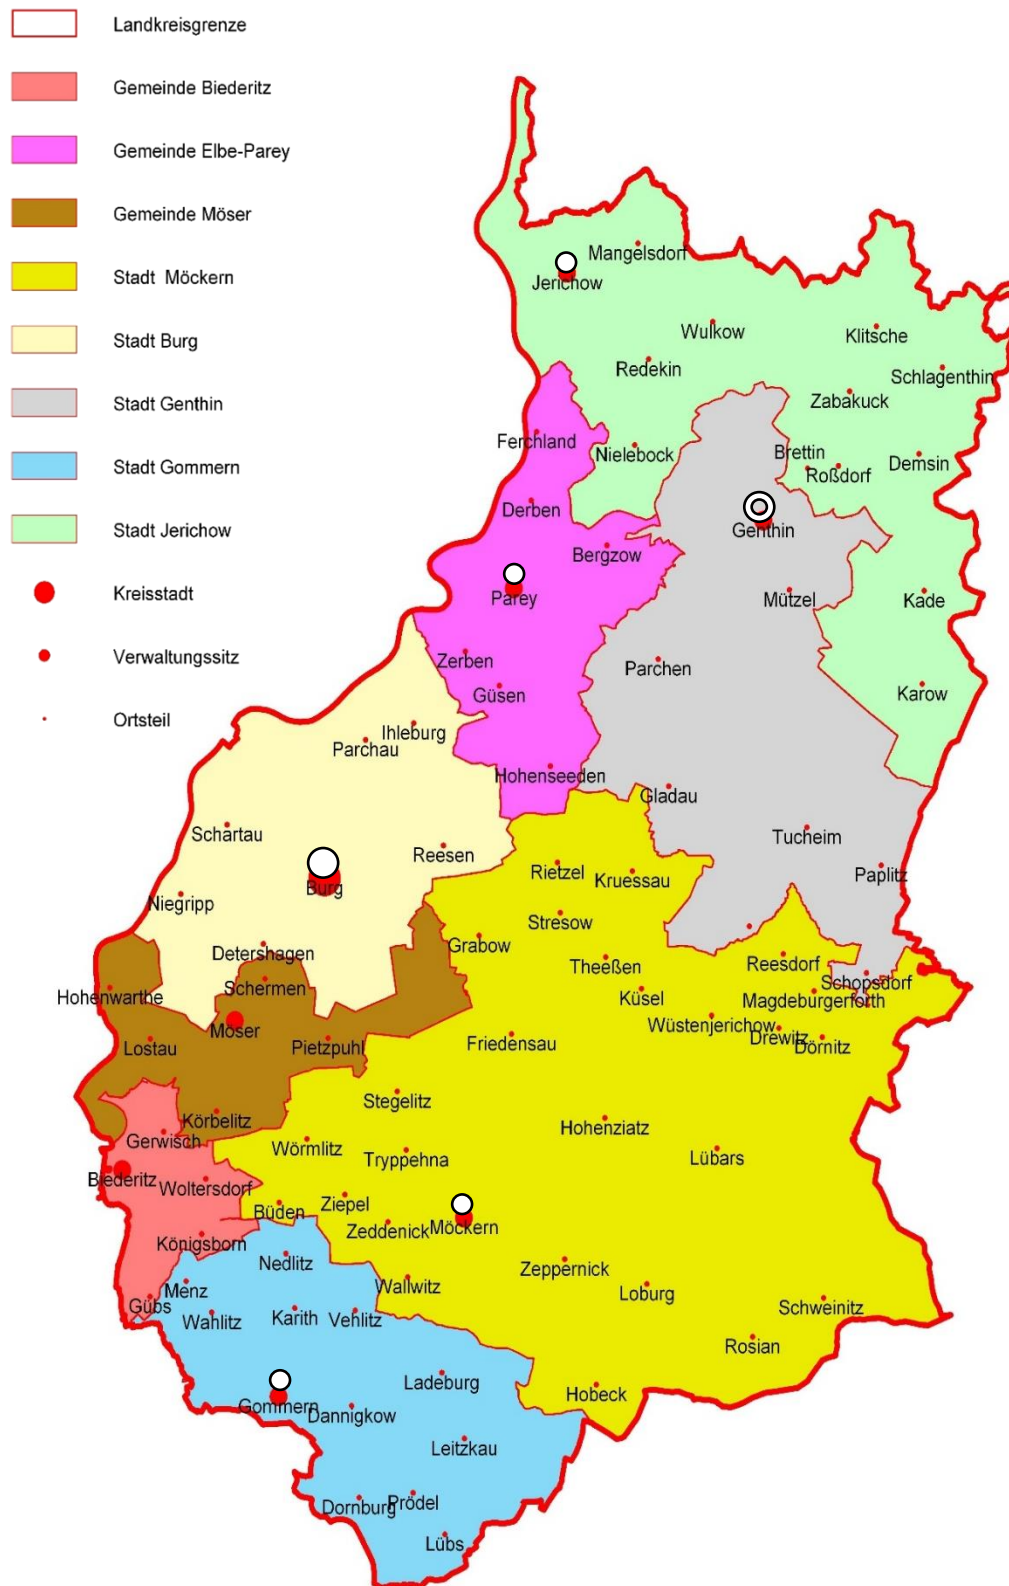 Landkreisgrenze
Gemeinde Biederitz
Gemeinde Elbe-Parey
Gemeinde Möser
Stadt Möckern
Stadt Burg
Stadt Genthin
Stadt Gommern
Stadt Jerichow
Kreisstadt
Verwaltungssitz
Ortsteil
Mangelsdorf
Jerichow
Wulkow
Klitsche
Redekin
Schlagenthin
Zabakuck
Ferchland
Nielebock
Brettin
Roßdorf
Demsin
Derben
Genthin
Bergzow
Parey
Mützel
Kade
Zerben
Parchen
Güsen
Karow
Ihleburg
Parchau
Hohenseeden
Gladau
Schartau
Tucheim
Reesen
Rietzel
Kruessau
Paplitz
Burg
Niegripp
Stresow
Grabow
Detershagen
Theeßen
Reesdorf
Schopsdorf
Schermen
Hohenwarthe
Küsel
Magdeburgerforth
Möser
Wüstenjerichow
Drewitz
Dörnitz
Lostau
Pietzpuhl
Friedensau
Stegelitz
Körbelitz
Hohenziatz
Gerwisch
Wörmlitz
Tryppehna
Lübars
Biederitz
Woltersdorf
Ziepel
Büden
Zeddenick
Möckern
Königsborn
Nedlitz
Zeppernick
Wallwitz
Menz
Loburg
Gübs
Wahlitz
Karith
Vehlitz
Schweinitz
Rosian
Ladeburg
Hobeck
Gommern
Dannigkow
Leitzkau
Dornburg
Prödel
Lübs